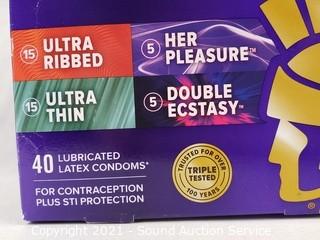 15 ULTRA
RIBBED
5 HER
PLEASURE™
15 ULTRA
THIN
5 DOUBLE
ECSTASY™
40 LUBRICATED
LATEX CONDOMS*
FOR CONTRACEPTION
PLUS STI PROTECTION
TRUSTED FOR OVER
TRIPLE
TESTED
100 YEARS
®
Copyright 2021 - Sound Auction Service